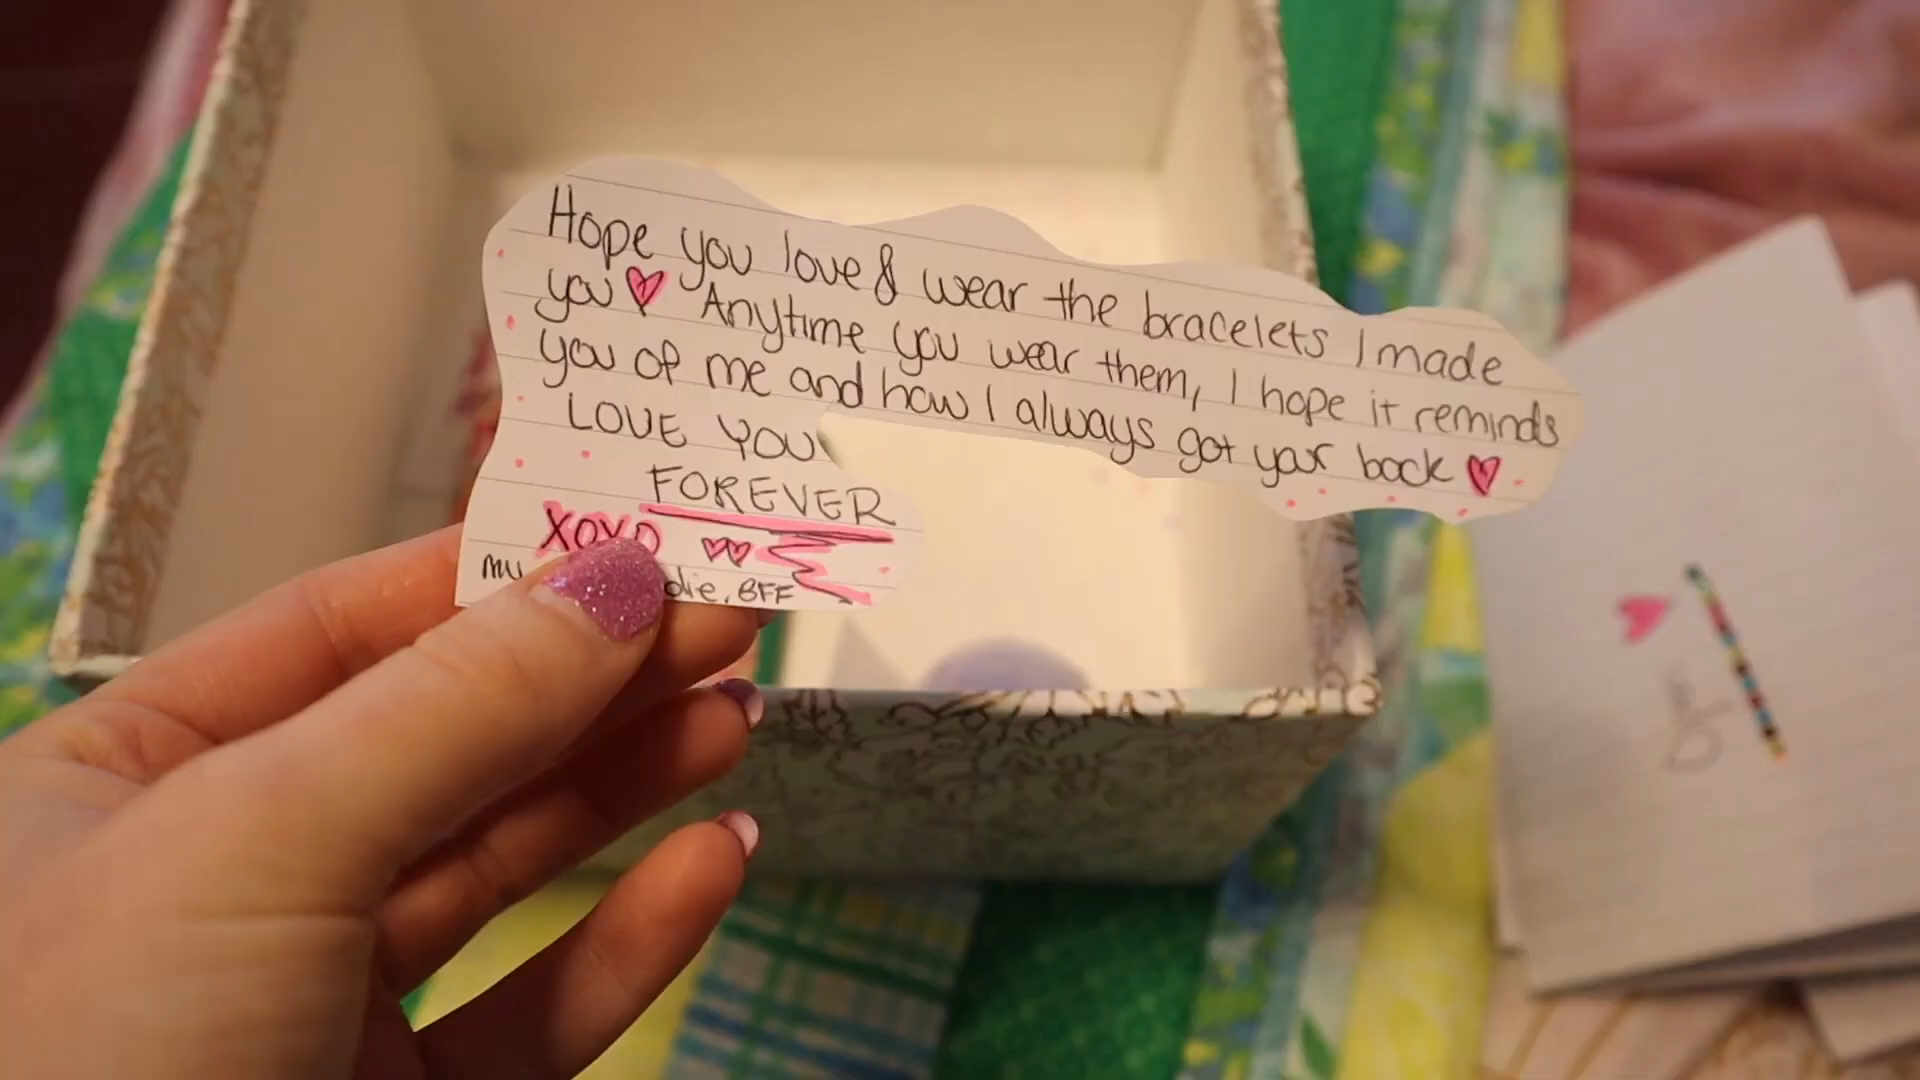 Hope you love & wear the bracelets I made
you ♥ Anytime you wear them, I hope it reminds
you of me and how I always got your back ♥
LOVE YOU
FOREVER
XOXO
my die, BFF